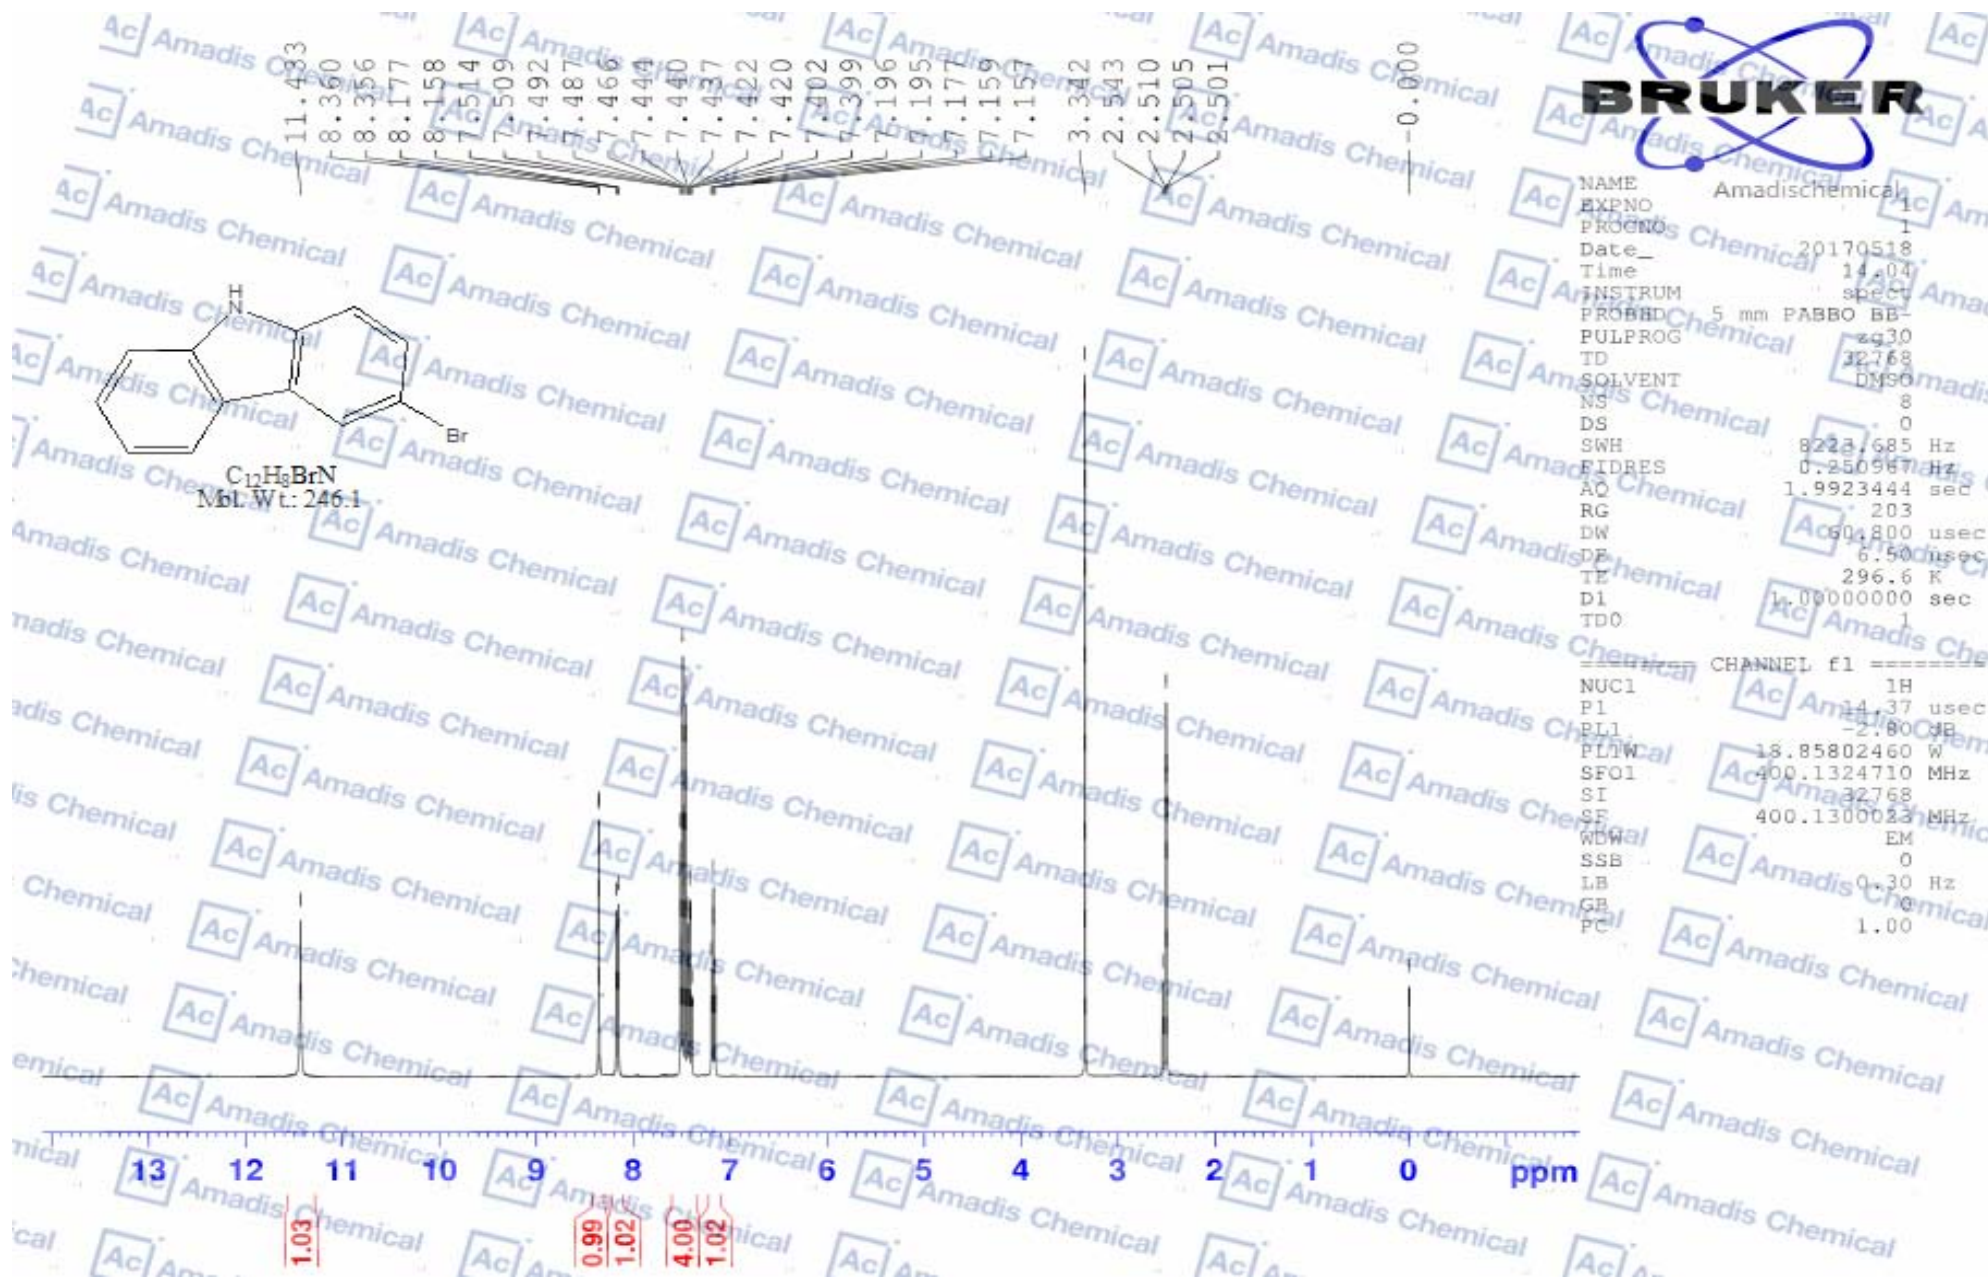 11.433
8.360
8.356
8.177
8.158
7.514
7.509
7.492
7.487
7.466
7.444
7.440
7.437
7.422
7.420
7.402
7.399
7.196
7.195
7.177
7.159
7.157
3.342
2.543
2.510
2.505
2.501
-0.000
BRUKER
NAME Amadischemical
EXPNO 1
PROCNO 1
Date_ 20170518
Time 14.04
INSTRUM spect
PROBHD 5 mm PABBO BB-
PULPROG zg30
TD 32768
SOLVENT DMSO
NS 8
DS 0
SWH 8223.685 Hz
FIDRES 0.250967 Hz
AQ 1.9923444 sec
RG 203
DW 60.800 usec
DE 6.50 usec
TE 296.6 K
D1 1.00000000 sec
TD0 1
======== CHANNEL f1 ========
NUC1 1H
P1 14.37 usec
PL1 -2.80 dB
PL1W 18.85802460 W
SFO1 400.1324710 MHz
SI 32768
SF 400.1300023 MHz
WDW EM
SSB 0
LB 0.30 Hz
GB 0
PC 1.00
H
N
Br
C12H8BrN
Mol. Wt.: 246.1
13 12 11 10 9 8 7 6 5 4 3 2 1 0 ppm
1.03
0.99
1.02
4.00
1.02
Ac Amadis Chemical